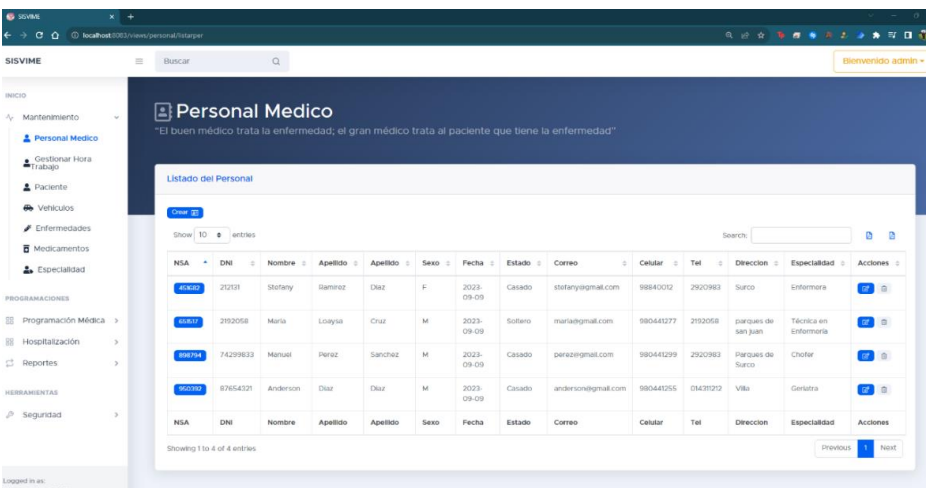 SISVIME
localhost:8083/views/personal/listarper
SISVIME
Buscar
Bienvenido admin
INICIO
Mantenimiento
Personal Medico
Gestionar Hora
Trabajo
Paciente
Vehiculos
Enfermedades
Medicamentos
Especialidad
PROGRAMACIONES
Programación Médica
Hospitalización
Reportes
HERRAMIENTAS
Seguridad
Logged in as:
Personal Medico
"El buen médico trata la enfermedad; el gran médico trata al paciente que tiene la enfermedad"
Listado del Personal
Crear
Show 10 entries
Search:
NSA DNI Nombre Apellido Apellido Sexo Fecha Estado Correo Celular Tel Direccion Especialidad Acciones
451682 212131 Stefany Ramirez Diaz F 2023-09-09 Casado stefany@gmail.com 98840012 2920983 Surco Enfermera
651517 2192058 Maria Loaysa Cruz M 2023-09-09 Soltero maria@gmail.com 980441277 2192058 parques de san juan Técnica en Enfermería
898794 74299833 Manuel Perez Sanchez M 2023-09-09 Casado perez@gmail.com 980441299 2920983 Parques de Surco Chofer
950392 87654321 Anderson Diaz Diaz M 2023-09-09 Casado anderson@gmail.com 980441255 014311212 Villa Geriatra
NSA DNI Nombre Apellido Apellido Sexo Fecha Estado Correo Celular Tel Direccion Especialidad Acciones
Showing 1 to 4 of 4 entries
Previous 1 Next